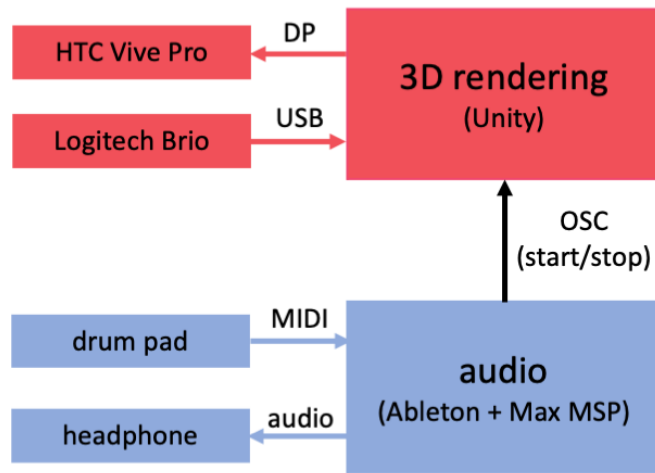 HTC Vive Pro
DP
3D rendering
(Unity)
Logitech Brio
USB
OSC
(start/stop)
drum pad
MIDI
audio
(Ableton + Max MSP)
headphone
audio